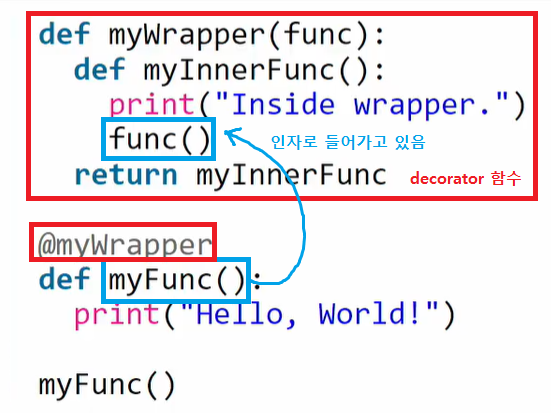 def myWrapper(func):
  def myInnerFunc():
    print("Inside wrapper.")
    func() 인자로 들어가고 있음
  return myInnerFunc decorator 함수
@myWrapper
def myFunc():
  print("Hello, World!")
myFunc()